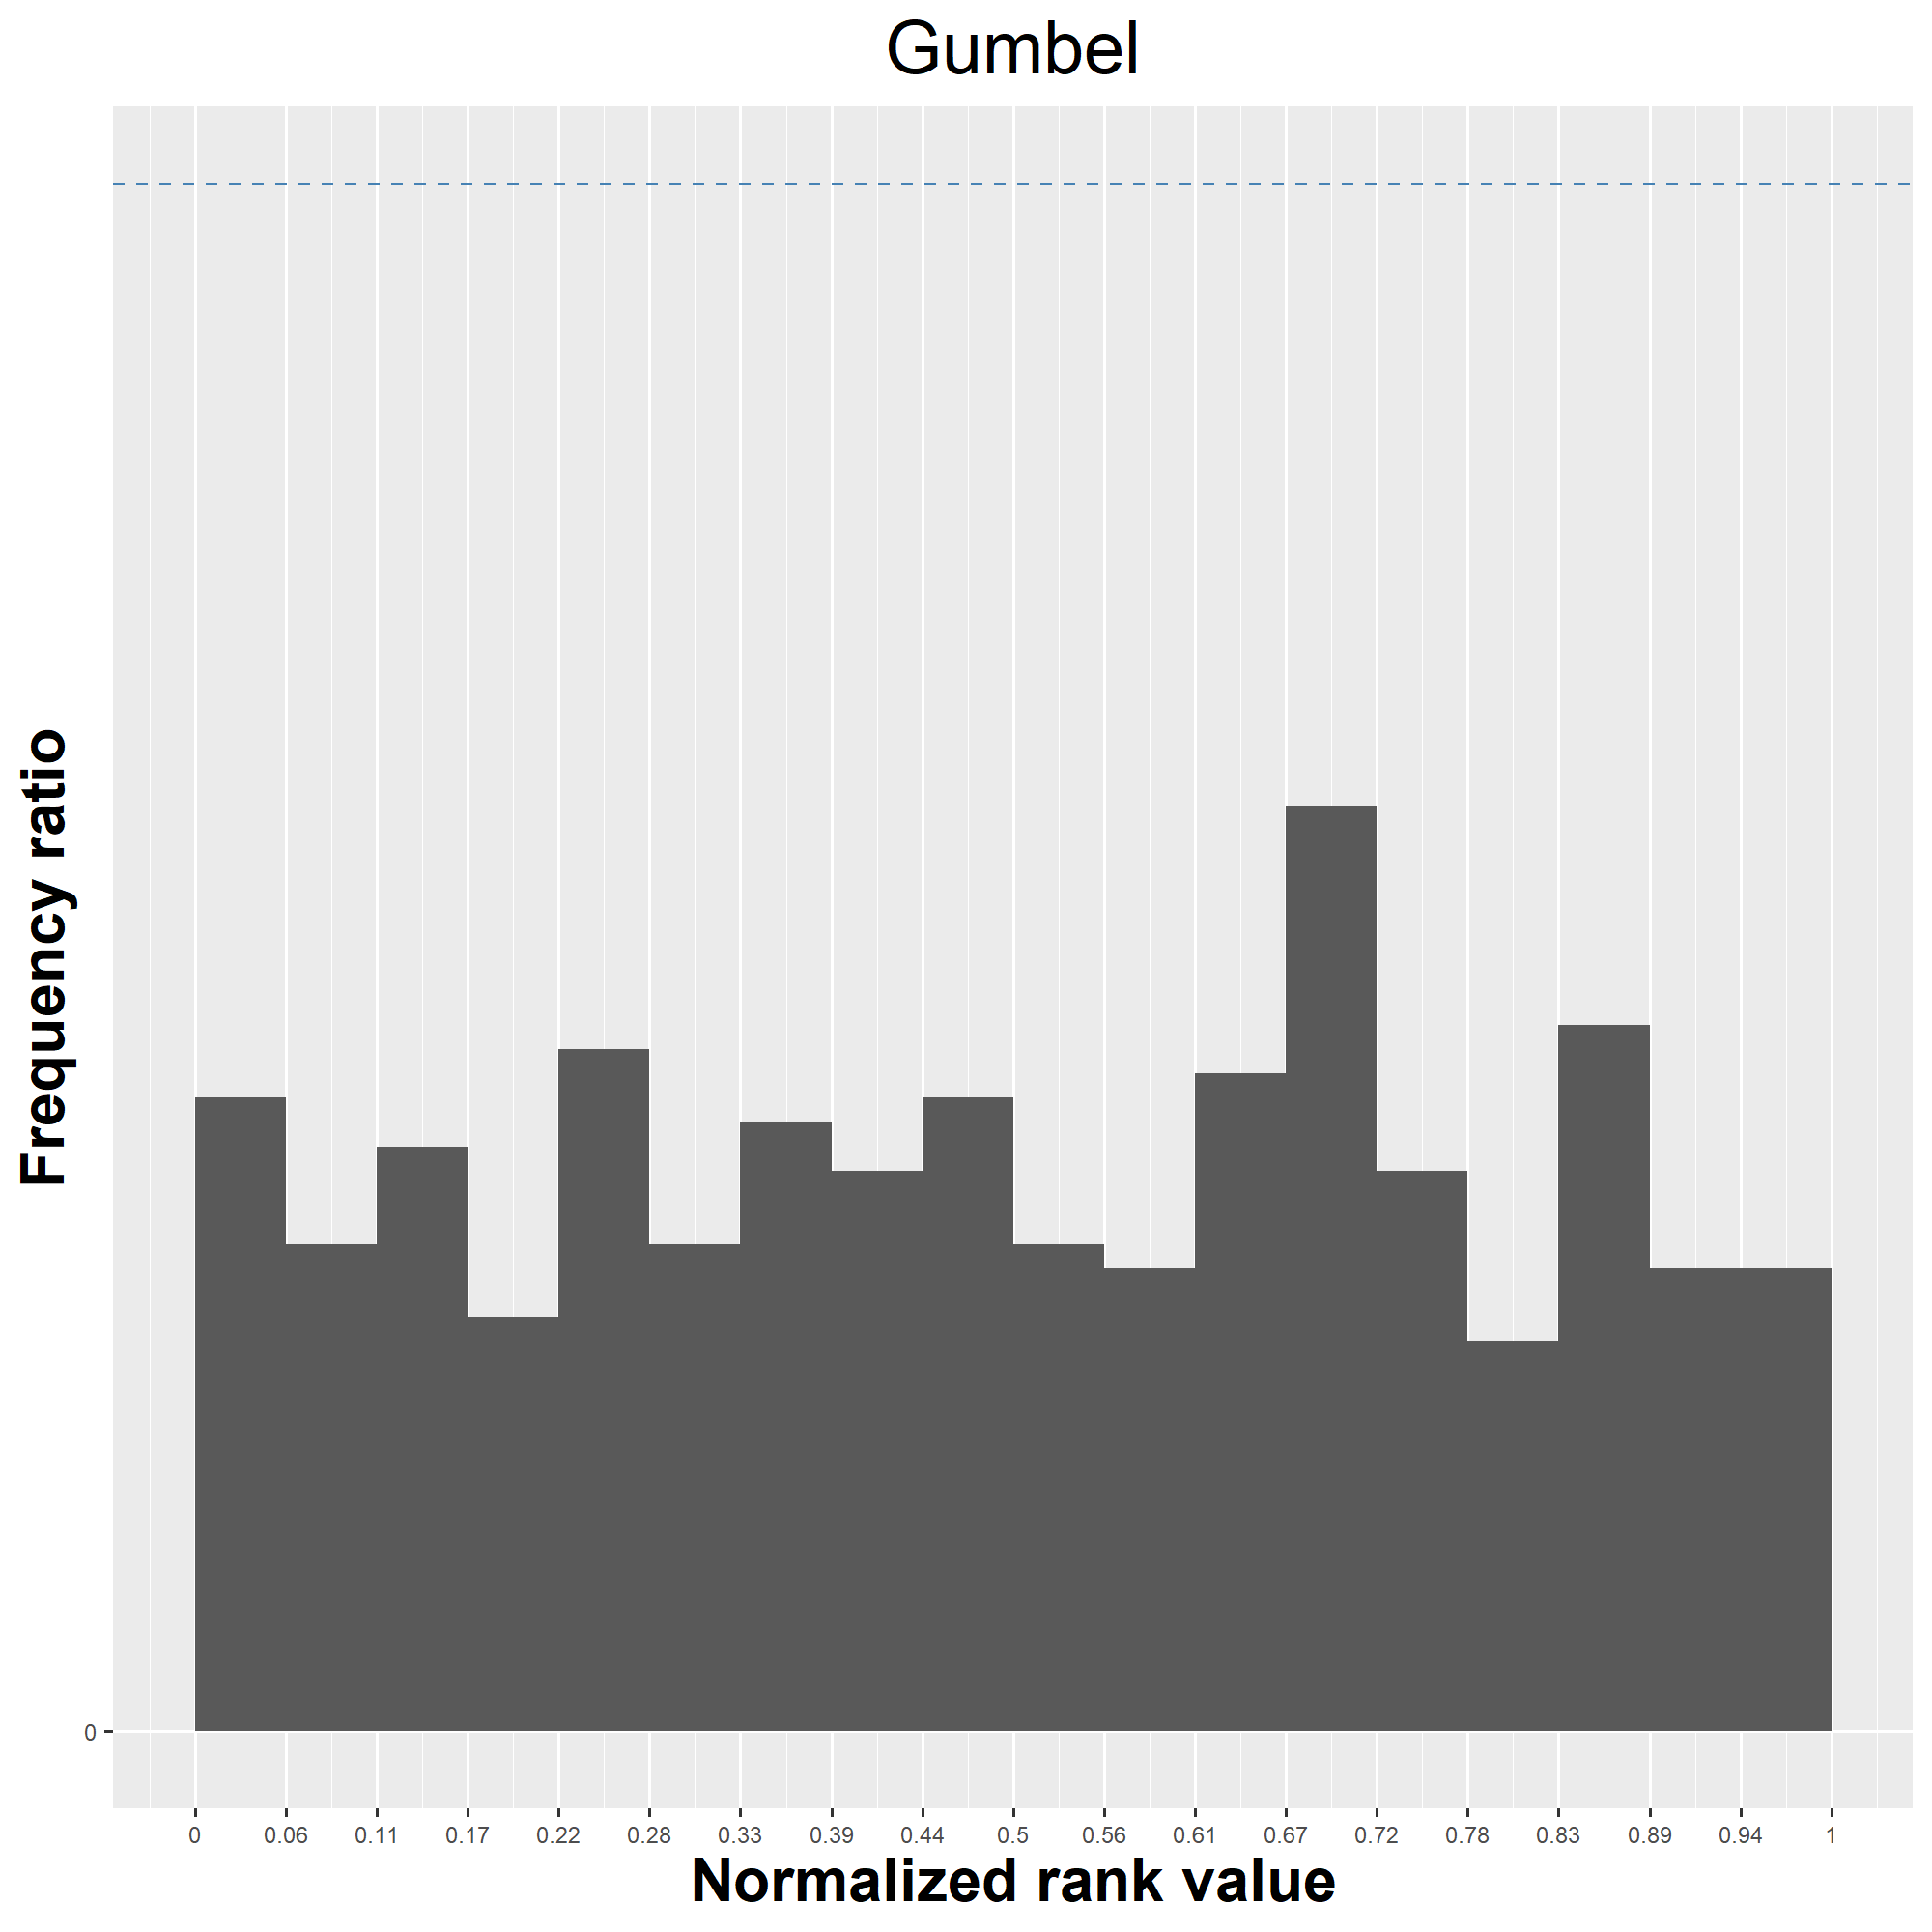 Gumbel
Frequency ratio
0
0 0.06 0.11 0.17 0.22 0.28 0.33 0.39 0.44 0.5 0.56 0.61 0.67 0.72 0.78 0.83 0.89 0.94 1
Normalized rank value